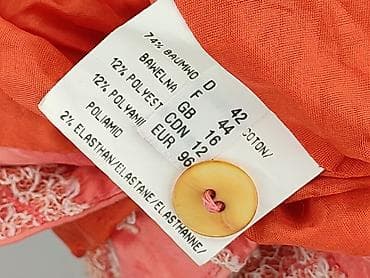 74% BAUMWO
COTTON/
BAWEŁNA
12% POLYEST
12% POLYAMI
POLIAMID
2% ELASTHAN/ELASTANE/ELASTHANNE/
D 42
F 44
GB 16
CDN 12
EUR 96